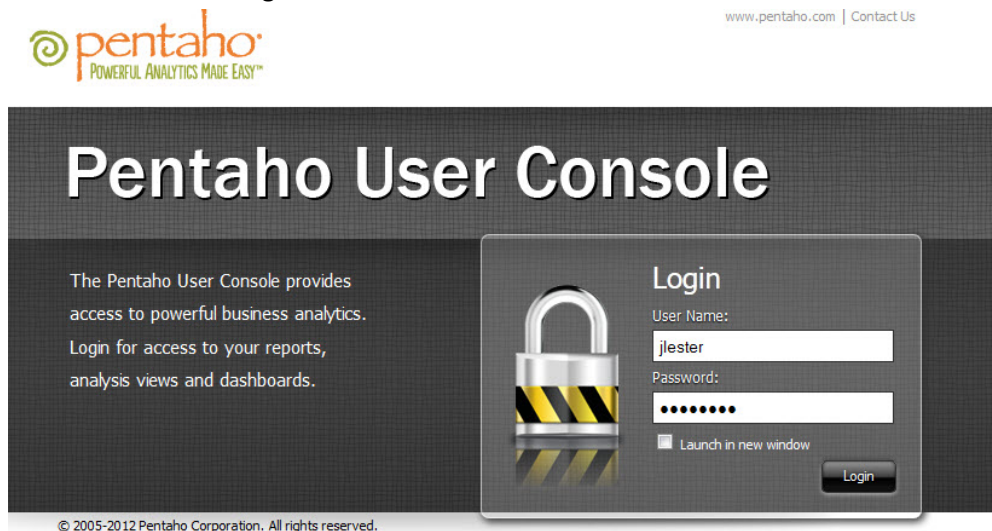 www.pentaho.com | Contact Us
pentaho
POWERFUL ANALYTICS MADE EASY™
Pentaho User Console
The Pentaho User Console provides
access to powerful business analytics.
Login for access to your reports,
analysis views and dashboards.
Login
User Name:
jlester
Password:
••••••••
Launch in new window
Login
© 2005-2012 Pentaho Corporation. All rights reserved.